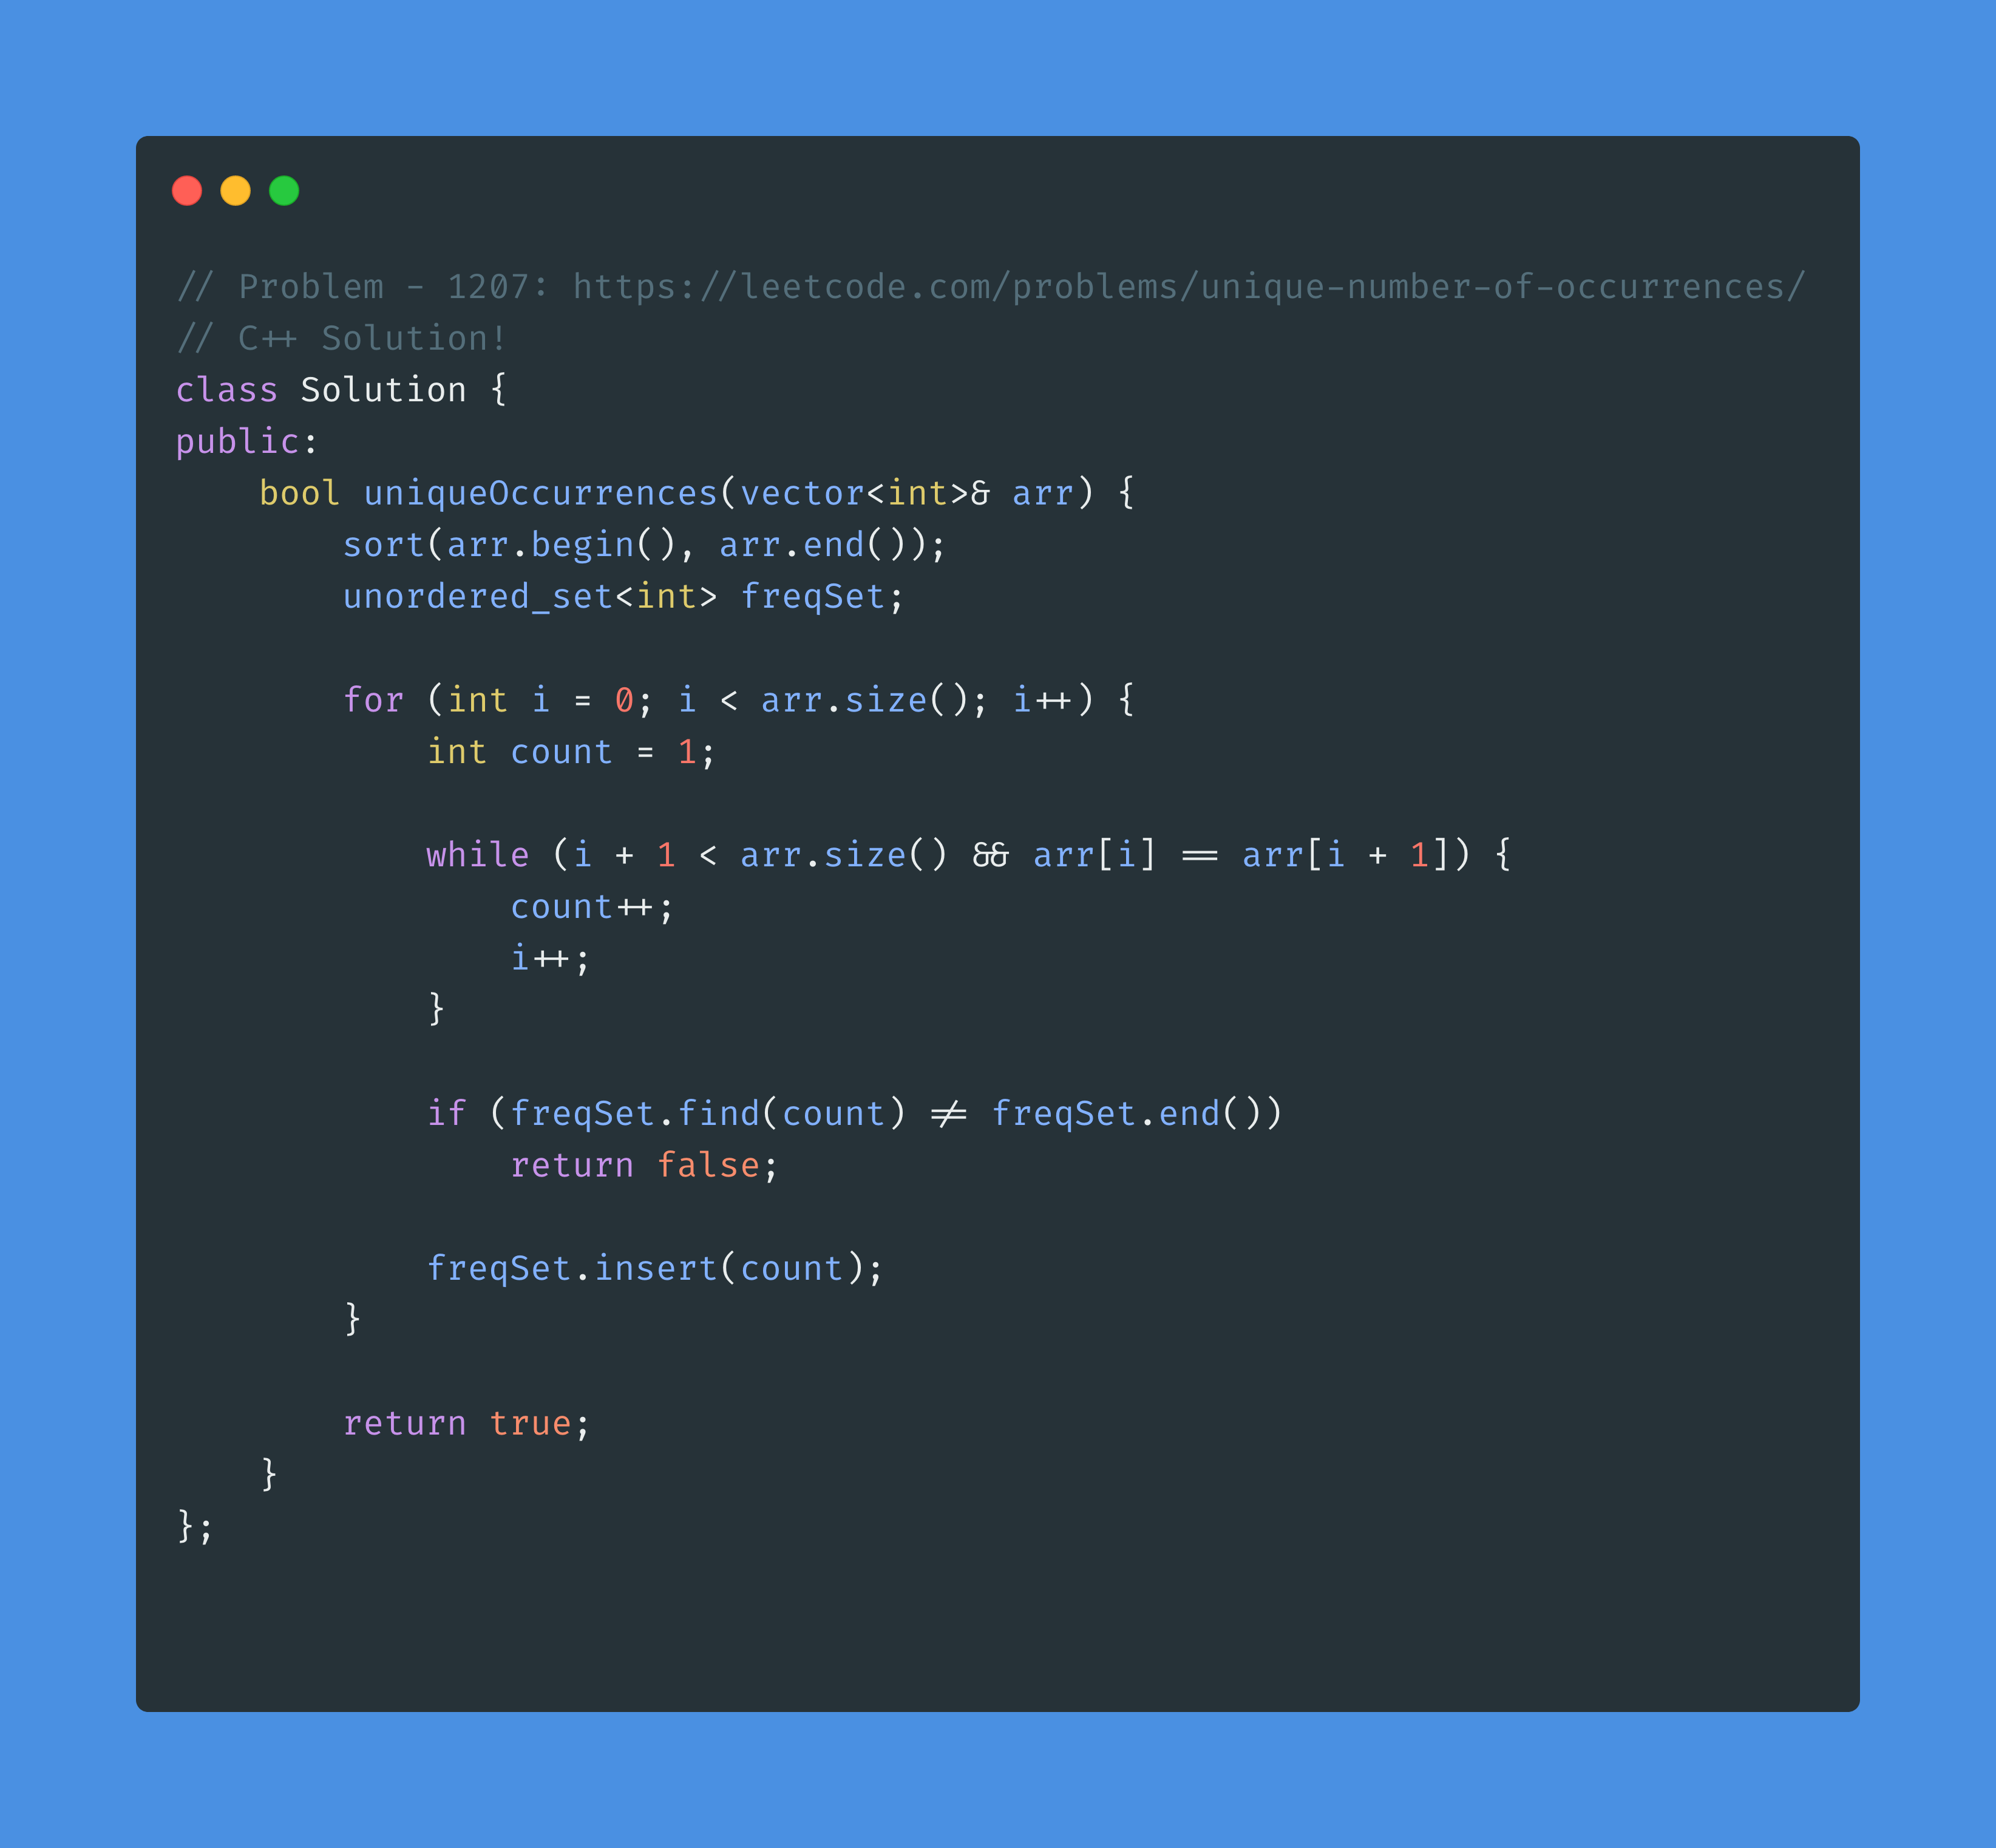 // Problem - 1207: https://leetcode.com/problems/unique-number-of-occurrences/
// C++ Solution!
class Solution {
public:
    bool uniqueOccurrences(vector<int>& arr) {
        sort(arr.begin(), arr.end());
        unordered_set<int> freqSet;

        for (int i = 0; i < arr.size(); i++) {
            int count = 1;

            while (i + 1 < arr.size() && arr[i] == arr[i + 1]) {
                count++;
                i++;
            }

            if (freqSet.find(count) != freqSet.end())
                return false;

            freqSet.insert(count);
        }

        return true;
    }
};